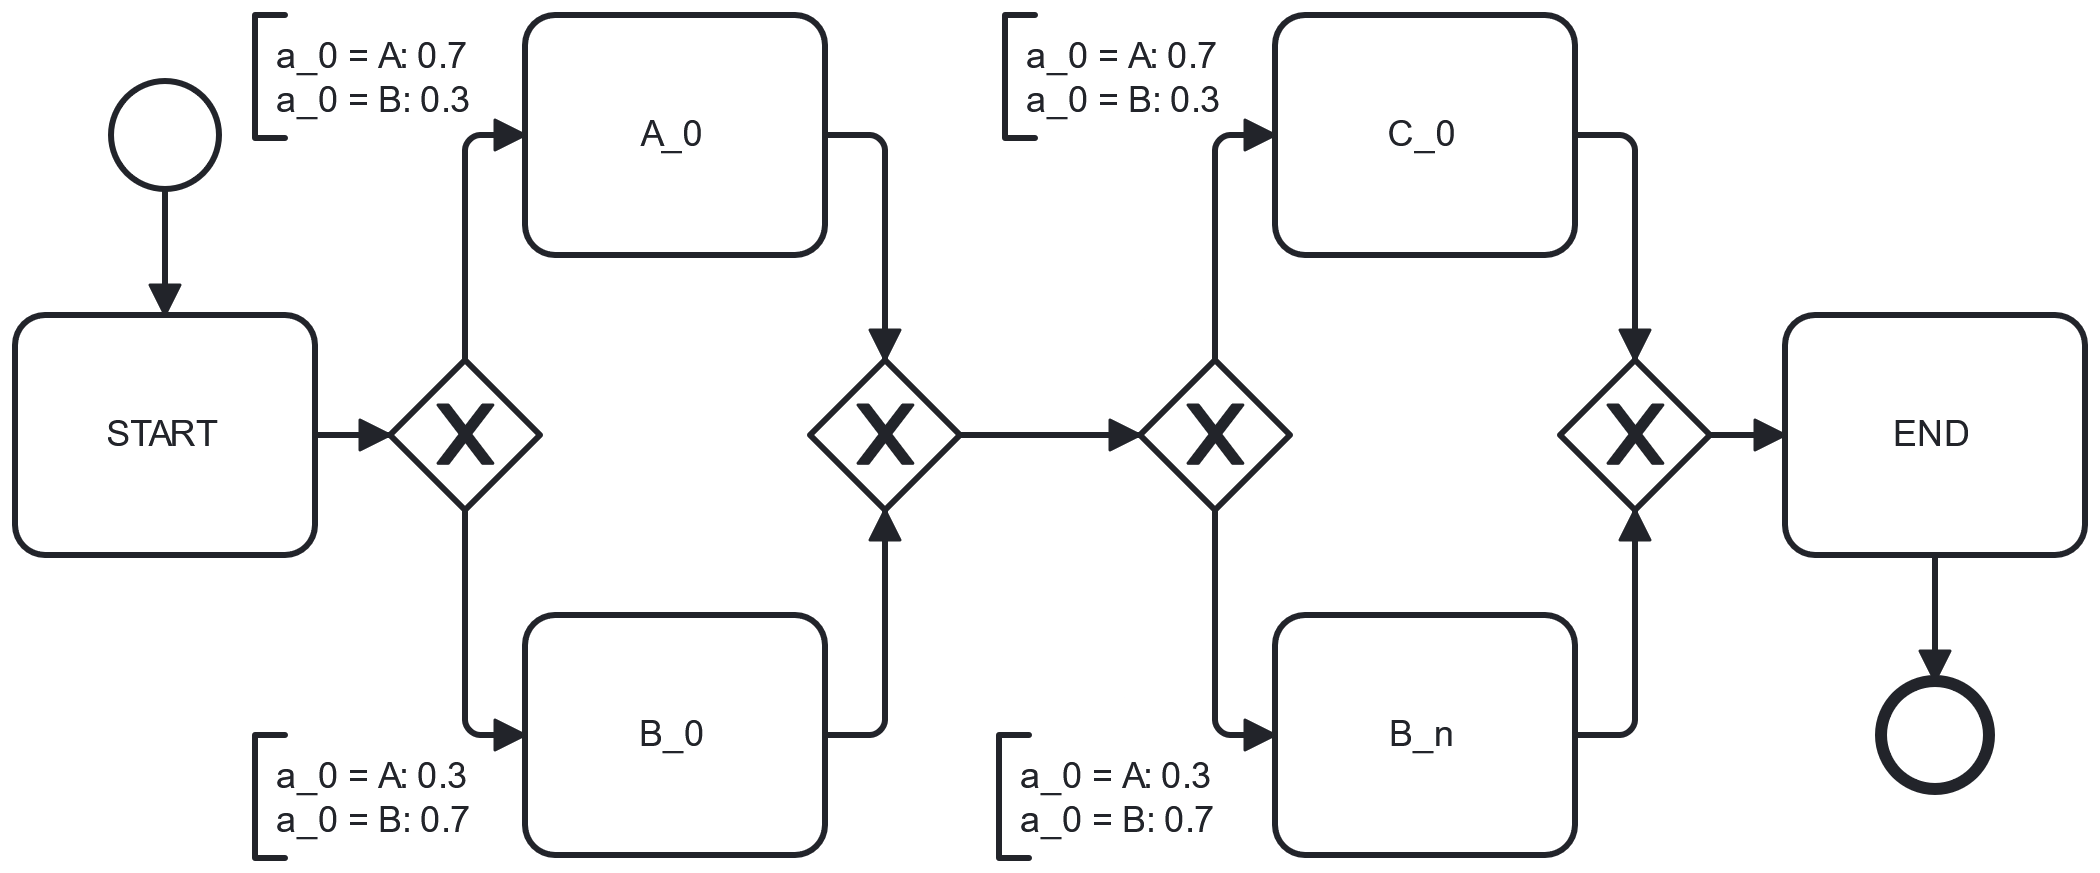 a_0 = A: 0.7
a_0 = B: 0.3
A_0
a_0 = A: 0.7
a_0 = B: 0.3
C_0
START
X
X
X
X
END
B_0
a_0 = A: 0.3
a_0 = B: 0.7
B_n
a_0 = A: 0.3
a_0 = B: 0.7